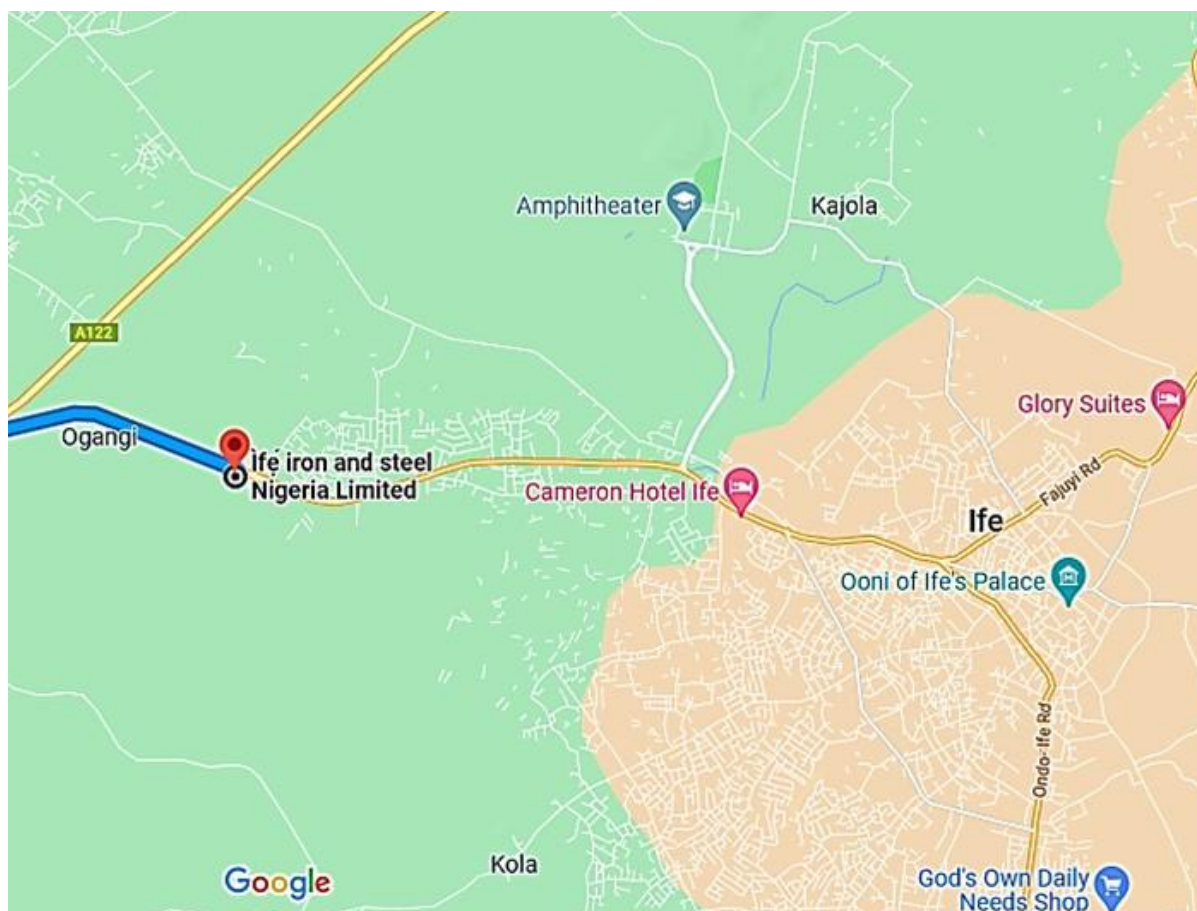 Amphitheater
Kajola
A122
Glory Suites
Ogangi
Ife iron and steel
Nigeria Limited
Cameron Hotel Ife
Fajuyi Rd
Ife
Ooni of Ife's Palace
Ondo-Ife Rd
Kola
Google
God's Own Daily
Needs Shop